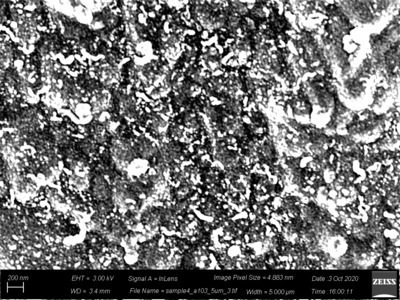 200 nm
EHT = 3.00 kV Signal A = InLens Image Pixel Size = 4.883 nm Date :3 Oct 2020
WD = 3.4 mm File Name = sample4_a103_5um_3.tif Width = 5.000 µm Time :16:00:11
ZEISS